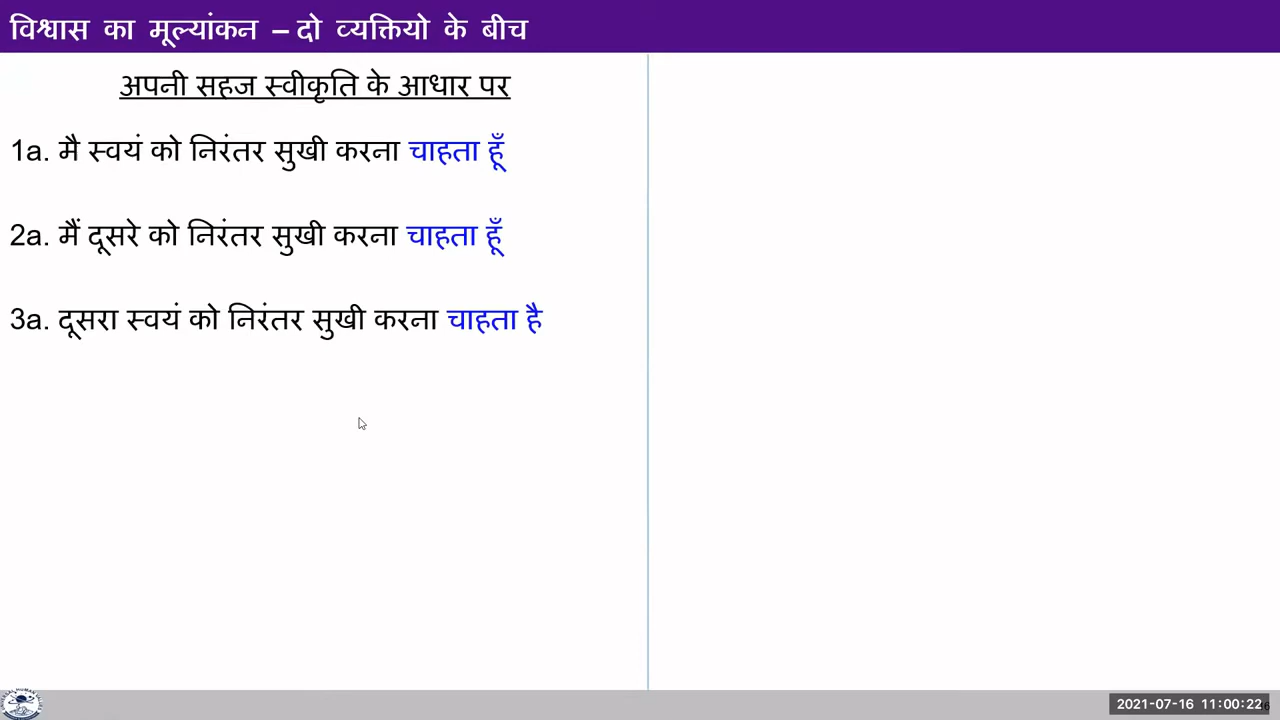 विश्वास का मूल्यांकन – दो व्यक्तियो के बीच
अपनी सहज स्वीकृति के आधार पर
1a. मै स्वयं को निरंतर सुखी करना चाहता हूँ
2a. मैं दूसरे को निरंतर सुखी करना चाहता हूँ
3a. दूसरा स्वयं को निरंतर सुखी करना चाहता है
2021-07-16 11:00:22